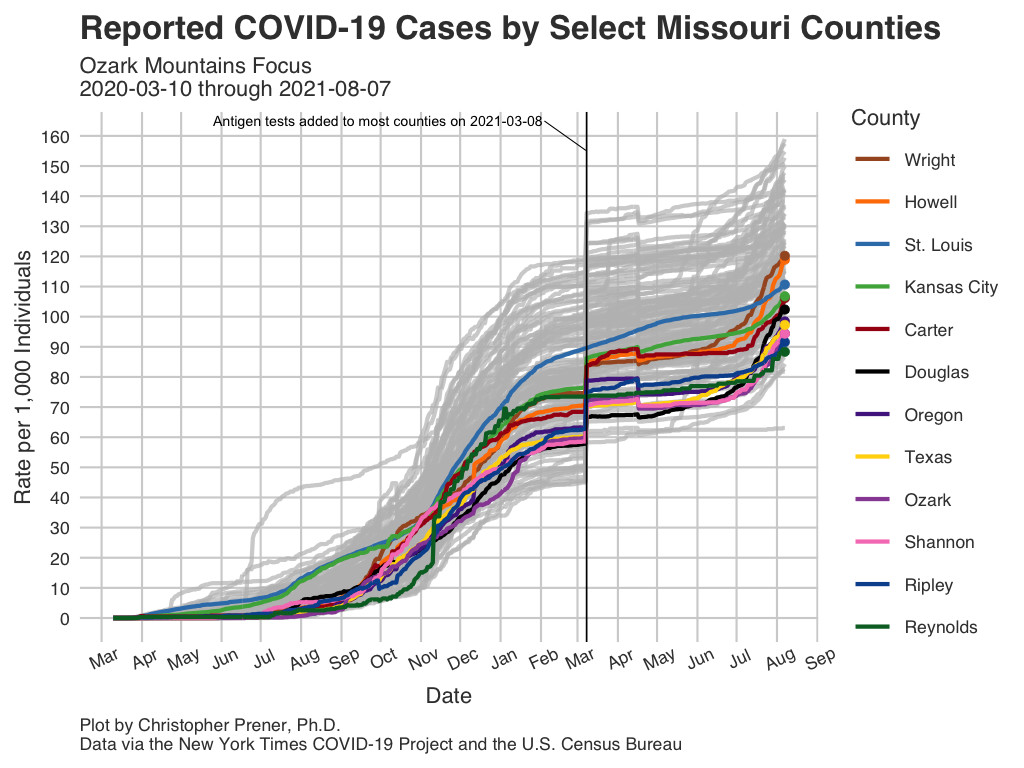 Reported COVID-19 Cases by Select Missouri Counties
Ozark Mountains Focus
2020-03-10 through 2021-08-07
Antigen tests added to most counties on 2021-03-08
Rate per 1,000 Individuals
160
150
140
130
120
110
100
90
80
70
60
50
40
30
20
10
0
Mar Apr May Jun Jul Aug Sep Oct Nov Dec Jan Feb Mar Apr May Jun Jul Aug Sep
Date
County
Wright
Howell
St. Louis
Kansas City
Carter
Douglas
Oregon
Texas
Ozark
Shannon
Ripley
Reynolds
Plot by Christopher Prener, Ph.D.
Data via the New York Times COVID-19 Project and the U.S. Census Bureau